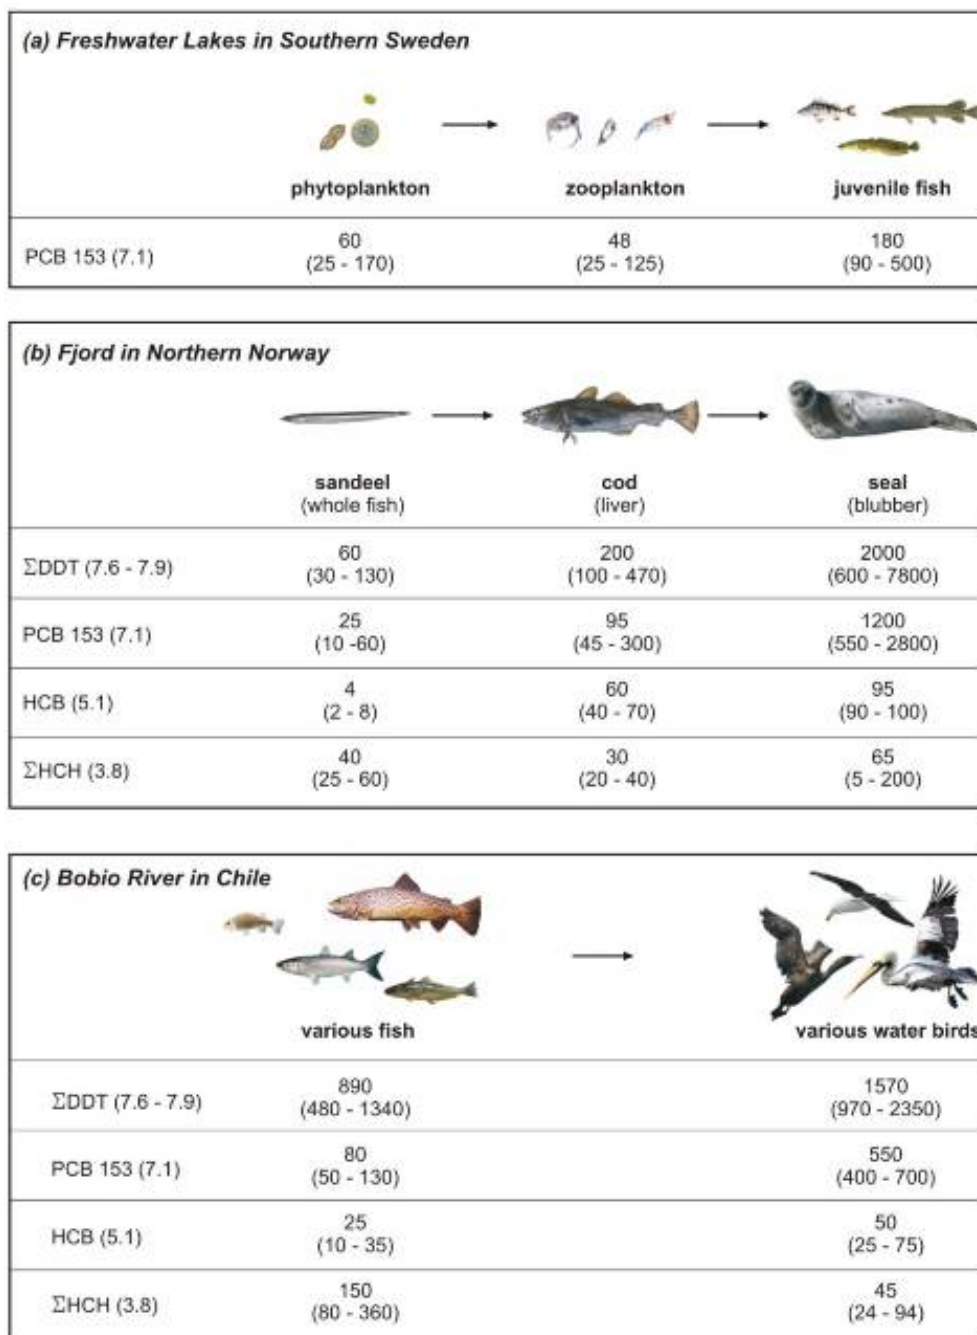 (a) Freshwater Lakes in Southern Sweden
phytoplankton zooplankton juvenile fish
PCB 153 (7.1) 60 48 180
(25 - 170) (25 - 125) (90 - 500)
(b) Fjord in Northern Norway
sandeel cod seal
(whole fish) (liver) (blubber)
ΣDDT (7.6 - 7.9) 60 200 2000
(30 - 130) (100 - 470) (600 - 7800)
PCB 153 (7.1) 25 95 1200
(10 -60) (45 - 300) (550 - 2800)
HCB (5.1) 4 60 95
(2 - 8) (40 - 70) (90 - 100)
ΣHCH (3.8) 40 30 65
(25 - 60) (20 - 40) (5 - 200)
(c) Bobio River in Chile
various fish various water birds
ΣDDT (7.6 - 7.9) 890 1570
(480 - 1340) (970 - 2350)
PCB 153 (7.1) 80 550
(50 - 130) (400 - 700)
HCB (5.1) 25 50
(10 - 35) (25 - 75)
ΣHCH (3.8) 150 45
(80 - 360) (24 - 94)